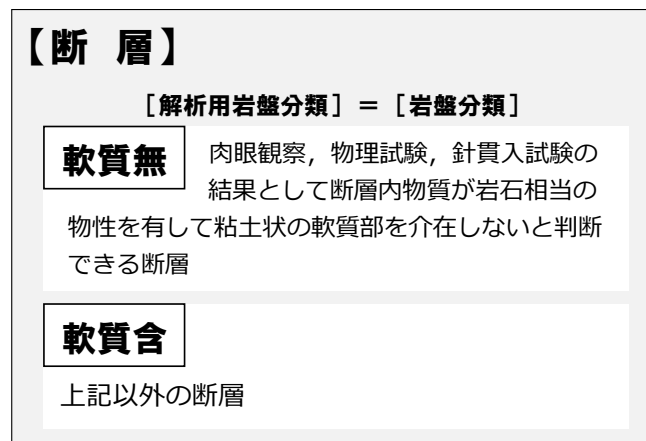 【断 層】
［解析用岩盤分類］ ＝ ［岩盤分類］
軟質無
肉眼観察，物理試験，針貫入試験の
結果として断層内物質が岩石相当の
物性を有して粘土状の軟質部を介在しないと判断
できる断層
軟質含
上記以外の断層